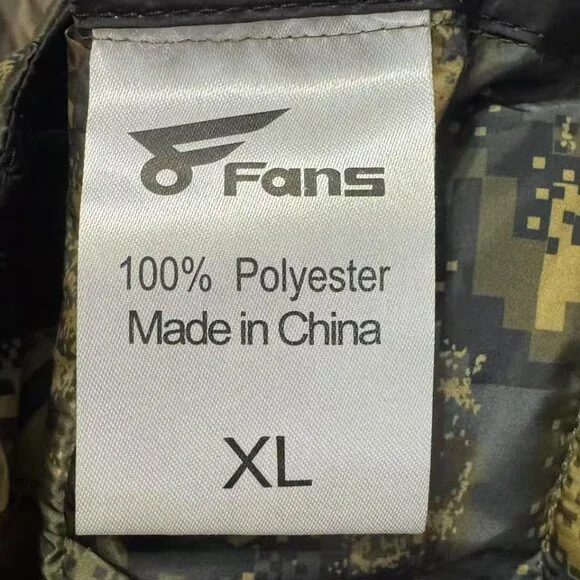 Fans
100% Polyester
Made in China
XL